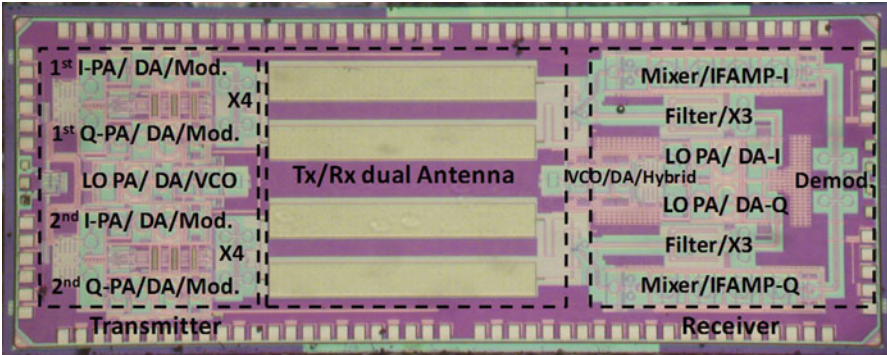 1st I-PA/ DA/Mod.
X4
1st Q-PA/ DA/Mod.
LO PA/ DA/VCO
2nd I-PA/ DA/Mod.
X4
2nd Q-PA/DA/Mod.
Transmitter
Tx/Rx dual Antenna
Mixer/IFAMP-I
Filter/X3
LO PA/ DA-I
IVCO/DA/Hybrid
Demod.
LO PA/ DA-Q
Filter/X3
Mixer/IFAMP-Q
Receiver